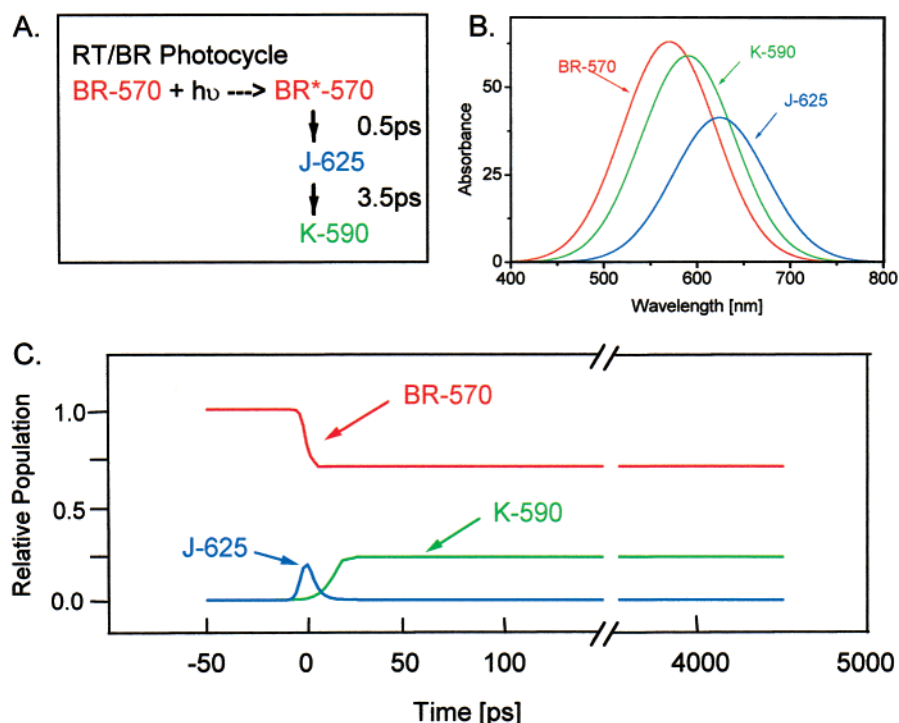 A.
RT/BR Photocycle
BR-570 + hυ ---> BR*-570
0.5ps
J-625
3.5ps
K-590
B.
BR-570
K-590
J-625
Absorbance
50
25
0
400 500 600 700 800
Wavelength [nm]
C.
BR-570
K-590
J-625
Relative Population
1.0
0.5
0.0
-50 0 50 100 4000 5000
Time [ps]